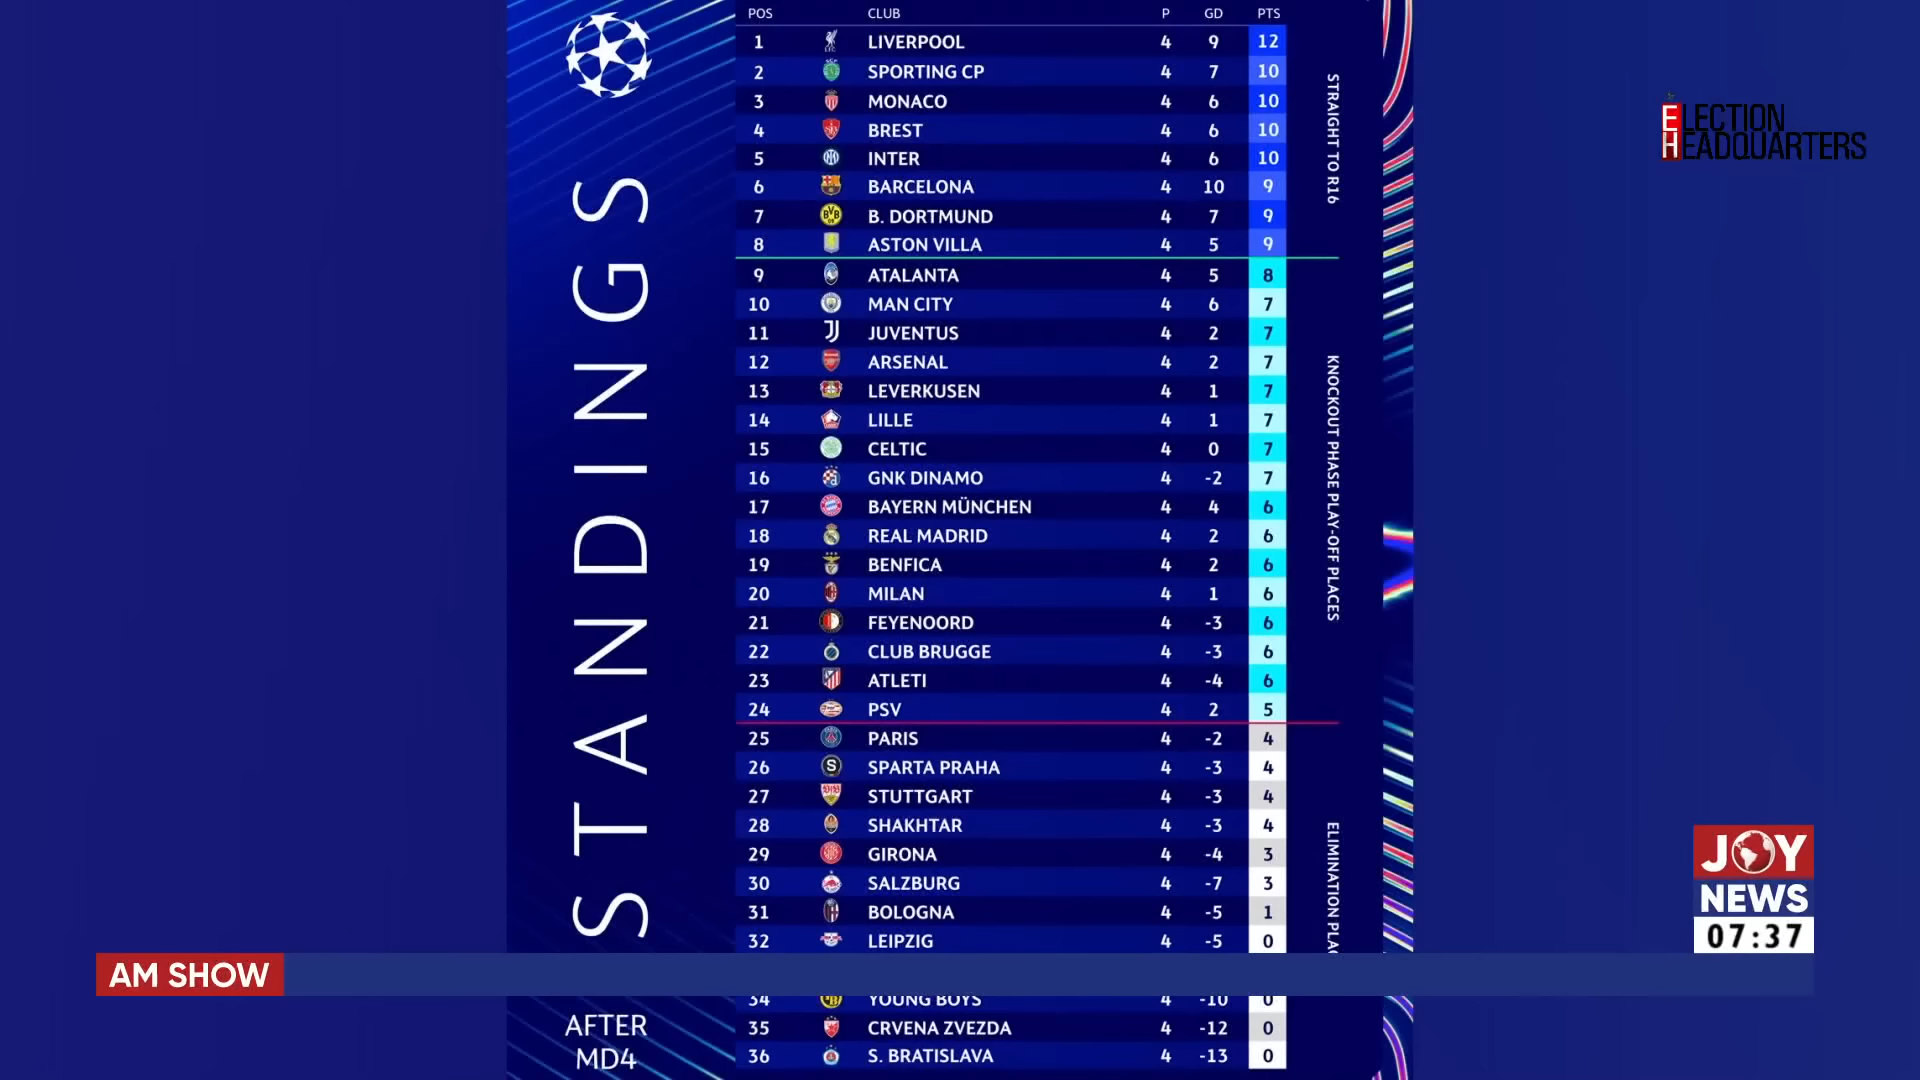 POS CLUB P GD PTS
1 LIVERPOOL 4 9 12
2 SPORTING CP 4 7 10
3 MONACO 4 6 10
4 BREST 4 6 10
5 INTER 4 6 10
6 BARCELONA 4 10 9
7 B. DORTMUND 4 7 9
8 ASTON VILLA 4 5 9
9 ATALANTA 4 5 8
10 MAN CITY 4 6 7
11 JUVENTUS 4 2 7
12 ARSENAL 4 2 7
13 LEVERKUSEN 4 1 7
14 LILLE 4 1 7
15 CELTIC 4 0 7
16 GNK DINAMO 4 -2 7
17 BAYERN MÜNCHEN 4 4 6
18 REAL MADRID 4 2 6
19 BENFICA 4 2 6
20 MILAN 4 1 6
21 FEYENOORD 4 -3 6
22 CLUB BRUGGE 4 -3 6
23 ATLETI 4 -4 6
24 PSV 4 2 5
25 PARIS 4 -2 4
26 SPARTA PRAHA 4 -3 4
27 STUTTGART 4 -3 4
28 SHAKHTAR 4 -3 4
29 GIRONA 4 -4 3
30 SALZBURG 4 -7 3
31 BOLOGNA 4 -5 1
32 LEIPZIG 4 -5 0
34 YOUNG BOYS 4 -10 0
35 CRVENA ZVEZDA 4 -12 0
36 S. BRATISLAVA 4 -13 0
STRAIGHT TO R16
KNOCKOUT PHASE PLAY-OFF PLACES
ELIMINATION
STANDINGS
AFTER
MD4
ELECTION
HEADQUARTERS
JOY
NEWS
07:37
AM SHOW